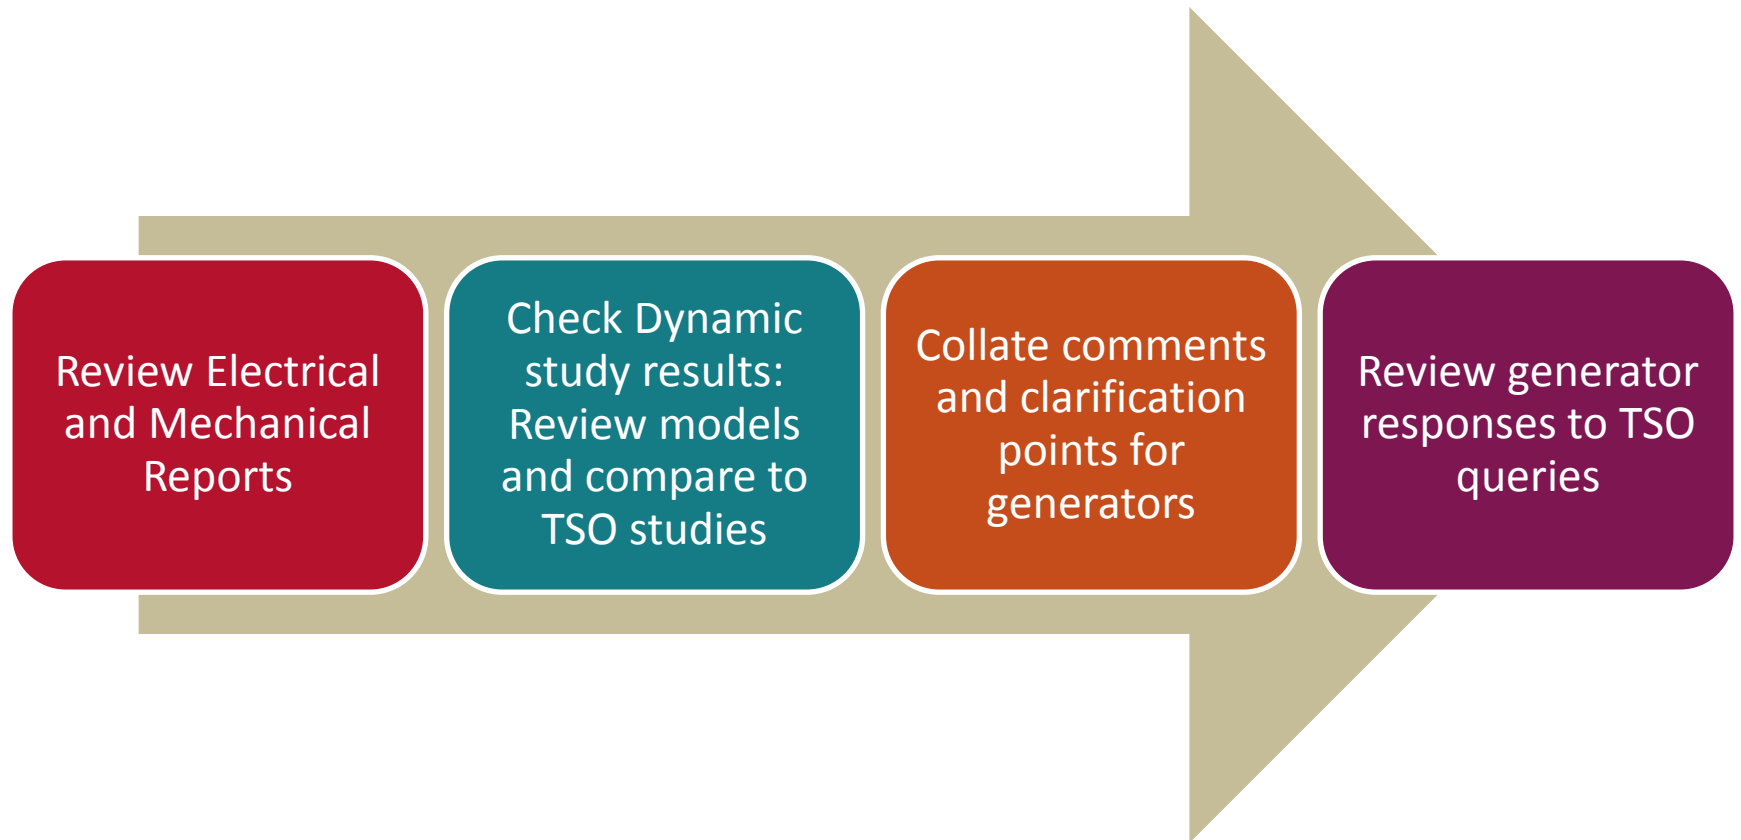 Review Electrical
and Mechanical
Reports
Check Dynamic
study results:
Review models
and compare to
TSO studies
Collate comments
and clarification
points for
generators
Review generator
responses to TSO
queries